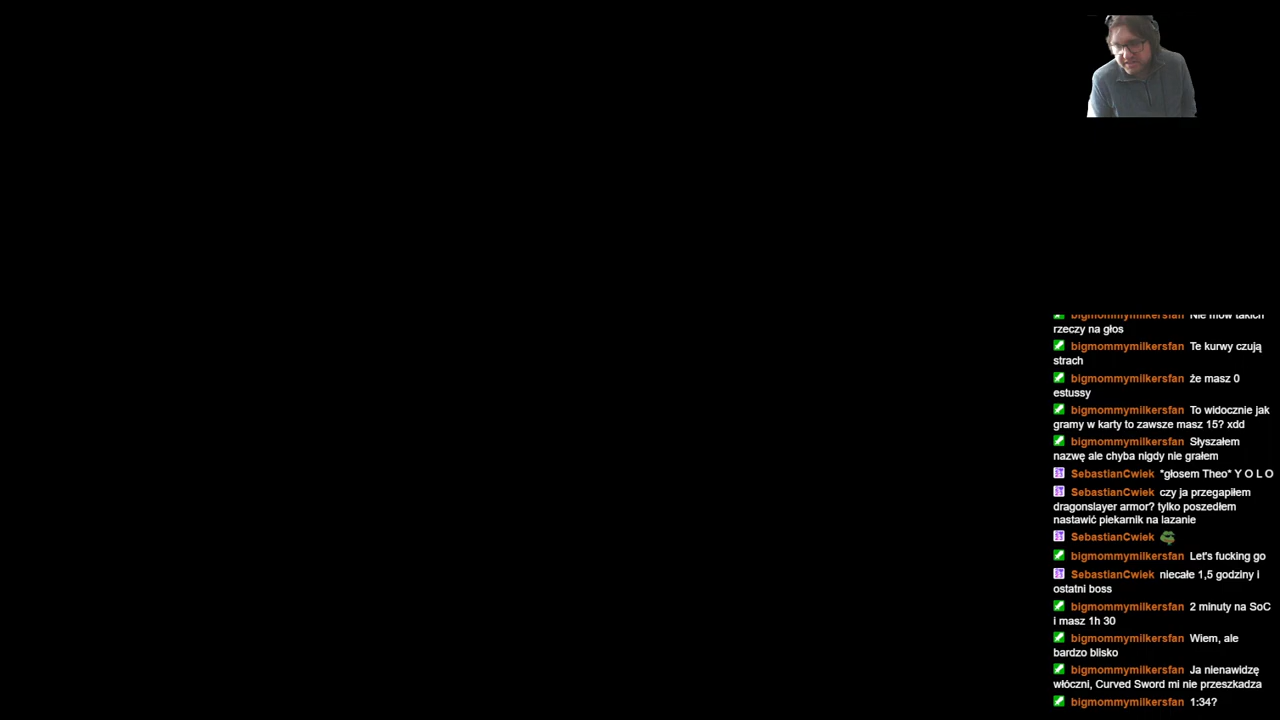 bigmommymilkersfan Nie mów takich
rzeczy na głos
bigmommymilkersfan Te kurwy czują
strach
bigmommymilkersfan że masz 0
estussy
bigmommymilkersfan To widocznie jak
gramy w karty to zawsze masz 15? xdd
bigmommymilkersfan Słyszałem
nazwę ale chyba nigdy nie grałem
SebastianCwiek *głosem Theo* Y O L O
SebastianCwiek czy ja przegapiłem
dragonslayer armor? tylko poszedłem
nastawić piekarnik na lazanie
SebastianCwiek
bigmommymilkersfan Let's fucking go
SebastianCwiek niecałe 1,5 godziny i
ostatni boss
bigmommymilkersfan 2 minuty na SoC
i masz 1h 30
bigmommymilkersfan Wiem, ale
bardzo blisko
bigmommymilkersfan Ja nienawidzę
włóczni, Curved Sword mi nie przeszkadza
bigmommymilkersfan 1:34?